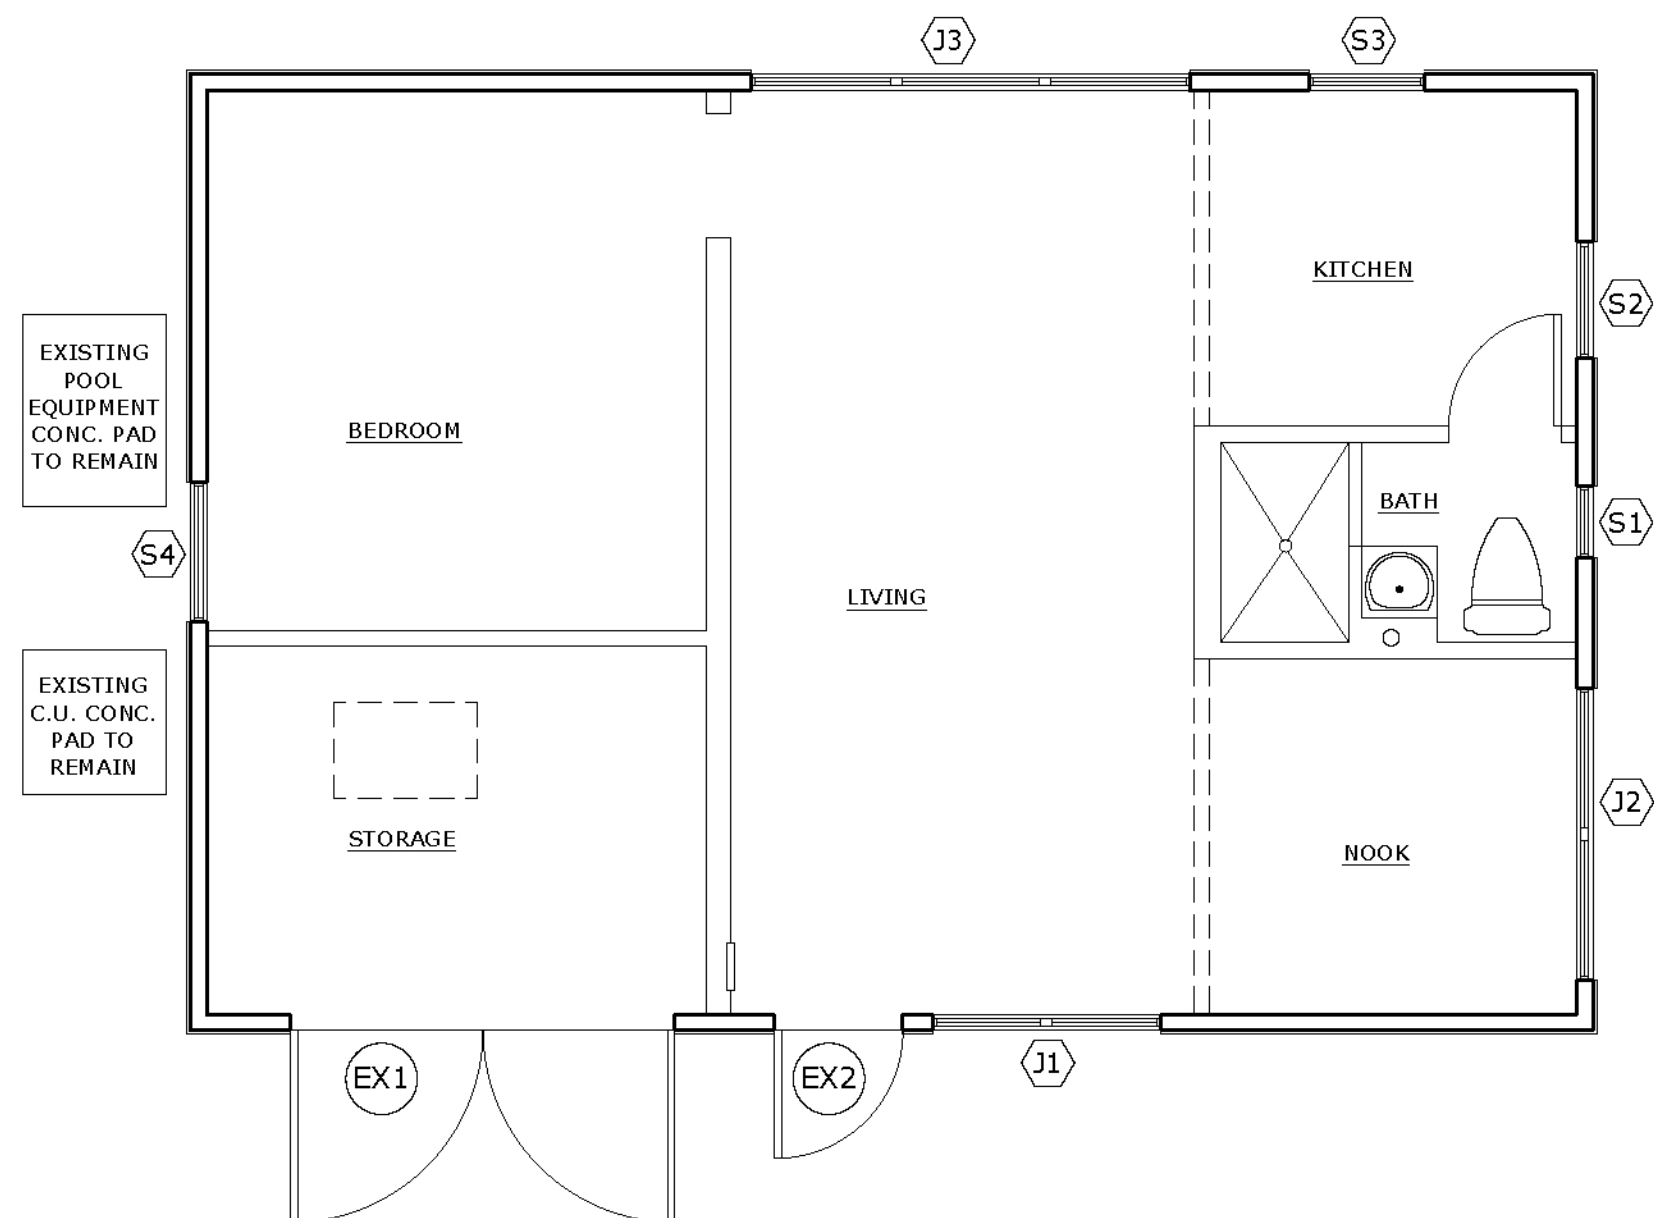 J3
S3
KITCHEN
S2
EXISTING
POOL
EQUIPMENT
CONC. PAD
TO REMAIN
BEDROOM
BATH
S1
S4
LIVING
EXISTING
C.U. CONC.
PAD TO
REMAIN
J2
STORAGE
NOOK
EX1
EX2
J1